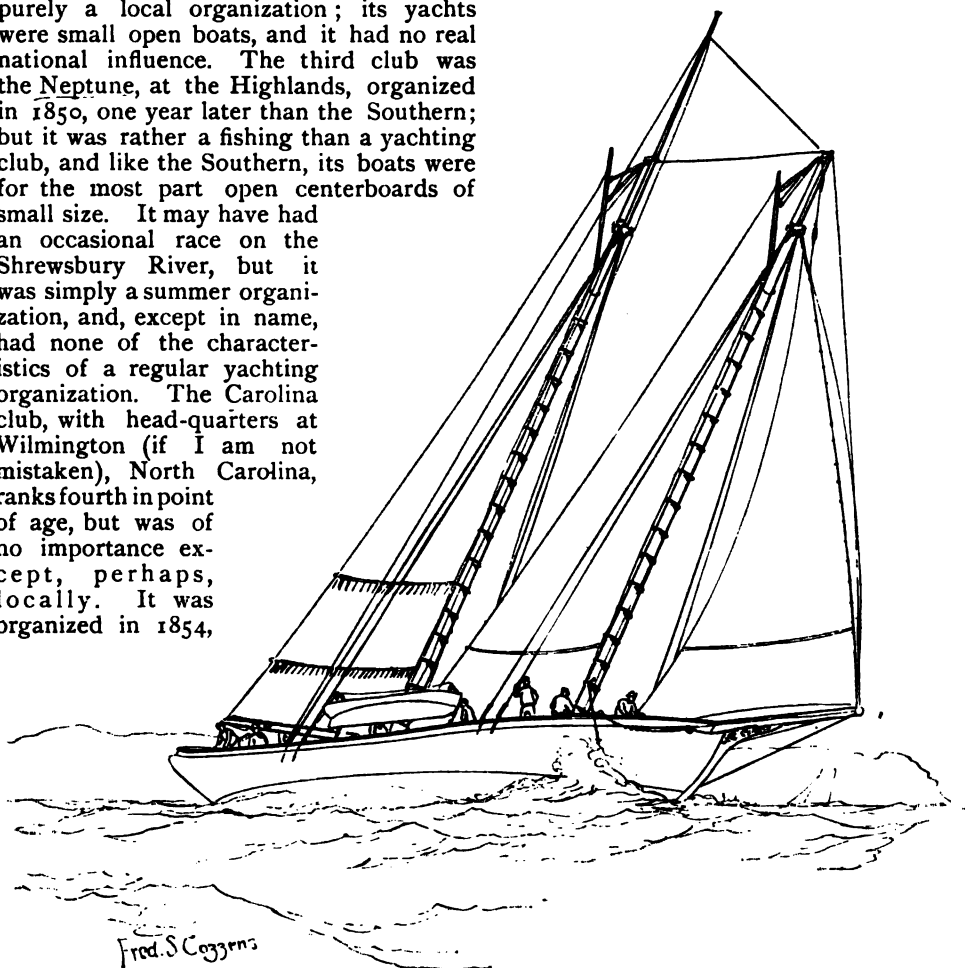 purely a local organization; its yachts
were small open boats, and it had no real
national influence. The third club was
the Neptune, at the Highlands, organized
in 1850, one year later than the Southern;
but it was rather a fishing than a yachting
club, and like the Southern, its boats were
for the most part open centerboards of
small size. It may have had
an occasional race on the
Shrewsbury River, but it
was simply a summer organi-
zation, and, except in name,
had none of the character-
istics of a regular yachting
organization. The Carolina
club, with head-quarters at
Wilmington (if I am not
mistaken), North Carolina,
ranks fourth in point
of age, but was of
no importance ex-
cept, perhaps,
locally. It was
organized in 1854,
Fred. S Cozzens